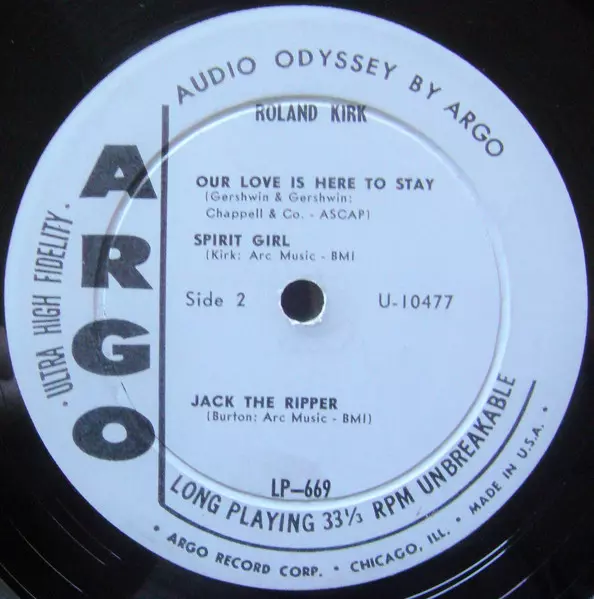 AUDIO ODYSSEY BY ARGO
ROLAND KIRK
ARGO
· ULTRA HIGH FIDELITY ·
OUR LOVE IS HERE TO STAY
(Gershwin & Gershwin:
Chappell & Co. - ASCAP)
SPIRIT GIRL
(Kirk: Arc Music - BMI
Side 2
U-10477
JACK THE RIPPER
(Burton: Arc Music - BMI)
LP-669
LONG PLAYING 33⅓ RPM UNBREAKABLE
• ARGO RECORD CORP. • CHICAGO, ILL. • MADE IN U.S.A. •